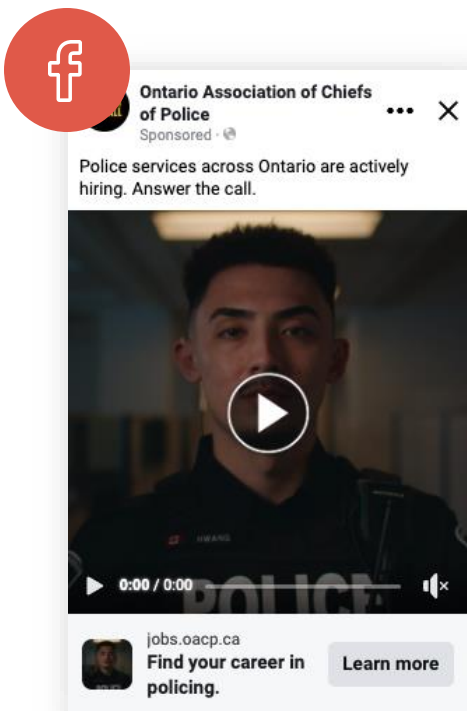 Ontario Association of Chiefs
of Police
Sponsored ·
Police services across Ontario are actively
hiring. Answer the call.
HWANG
POLICE
0:00 / 0:00
jobs.oacp.ca
Find your career in
policing.
Learn more